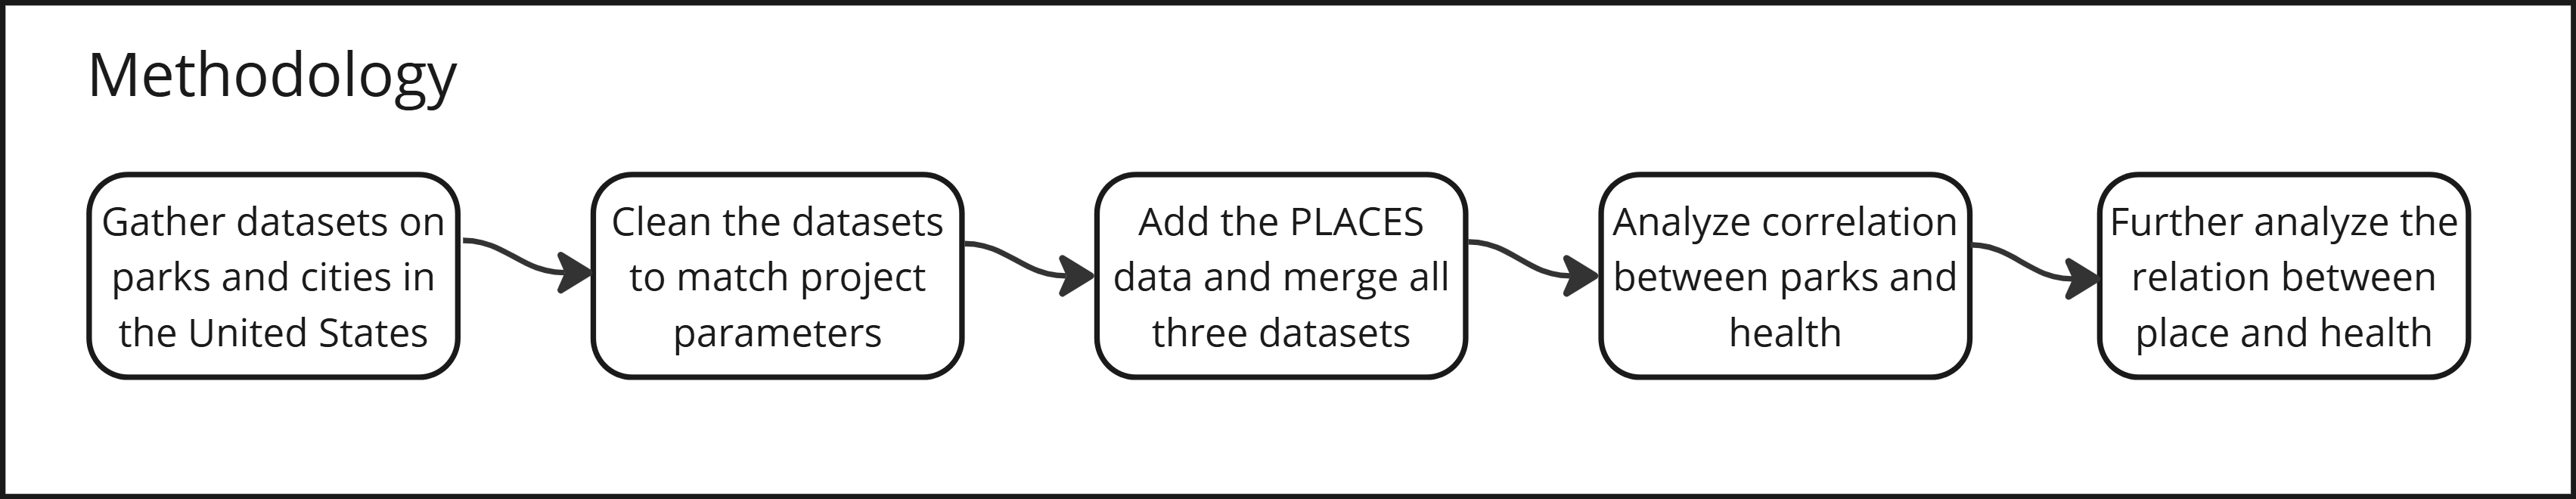 Methodology
Gather datasets on
parks and cities in
the United States
Clean the datasets
to match project
parameters
Add the PLACES
data and merge all
three datasets
Analyze correlation
between parks and
health
Further analyze the
relation between
place and health